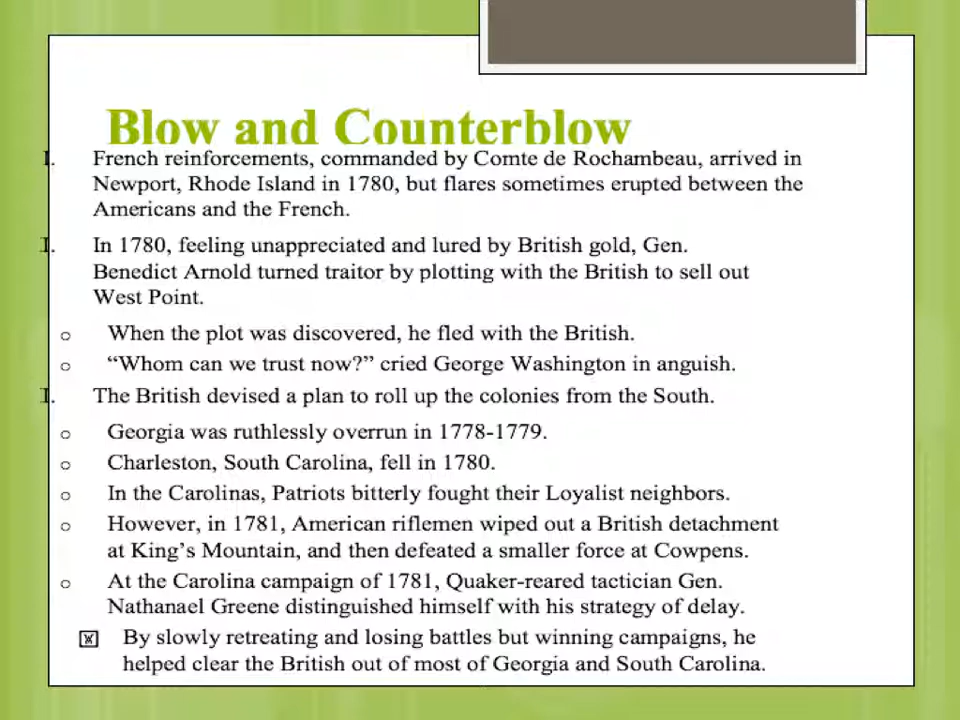 Blow and Counterblow
I. French reinforcements, commanded by Comte de Rochambeau, arrived in
Newport, Rhode Island in 1780, but flares sometimes erupted between the
Americans and the French.
I. In 1780, feeling unappreciated and lured by British gold, Gen.
Benedict Arnold turned traitor by plotting with the British to sell out
West Point.
o When the plot was discovered, he fled with the British.
o “Whom can we trust now?” cried George Washington in anguish.
I. The British devised a plan to roll up the colonies from the South.
o Georgia was ruthlessly overrun in 1778-1779.
o Charleston, South Carolina, fell in 1780.
o In the Carolinas, Patriots bitterly fought their Loyalist neighbors.
o However, in 1781, American riflemen wiped out a British detachment
at King’s Mountain, and then defeated a smaller force at Cowpens.
o At the Carolina campaign of 1781, Quaker-reared tactician Gen.
Nathanael Greene distinguished himself with his strategy of delay.
By slowly retreating and losing battles but winning campaigns, he
helped clear the British out of most of Georgia and South Carolina.